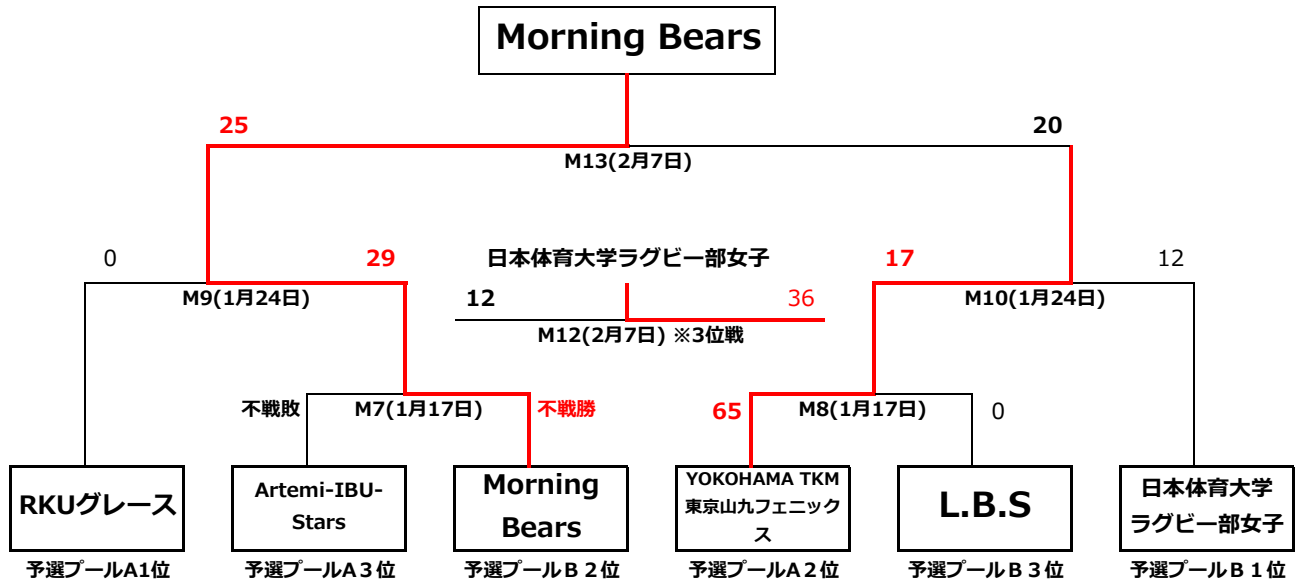 Morning Bears
25
20
M13(2月7日)
0
29
日本体育大学ラグビー部女子
17
12
M9(1月24日)
12
36
M10(1月24日)
M12(2月7日) ※3位戦
不戦敗
M7(1月17日)
不戦勝
65
M8(1月17日)
0
RKUグレース
Artemi-IBU-
Stars
Morning
Bears
YOKOHAMA TKM
東京山九フェニック
ス
L.B.S
日本体育大学
ラグビー部女子
予選プールA1位
予選プールA３位
予選プールＢ２位
予選プールＡ２位
予選プールＢ３位
予選プールＢ１位